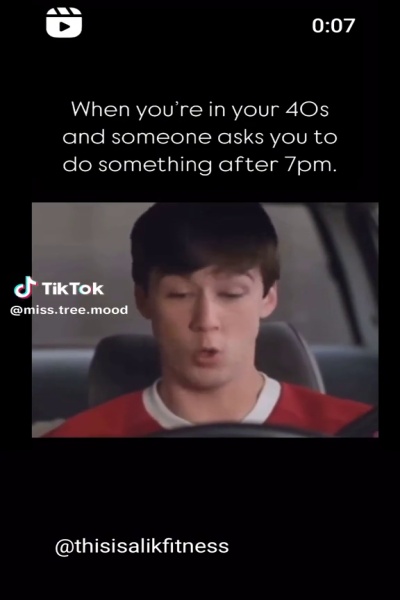 0:07
When you're in your 40s
and someone asks you to
do something after 7pm.
TikTok
@miss.tree.mood
@thisisalikfitness